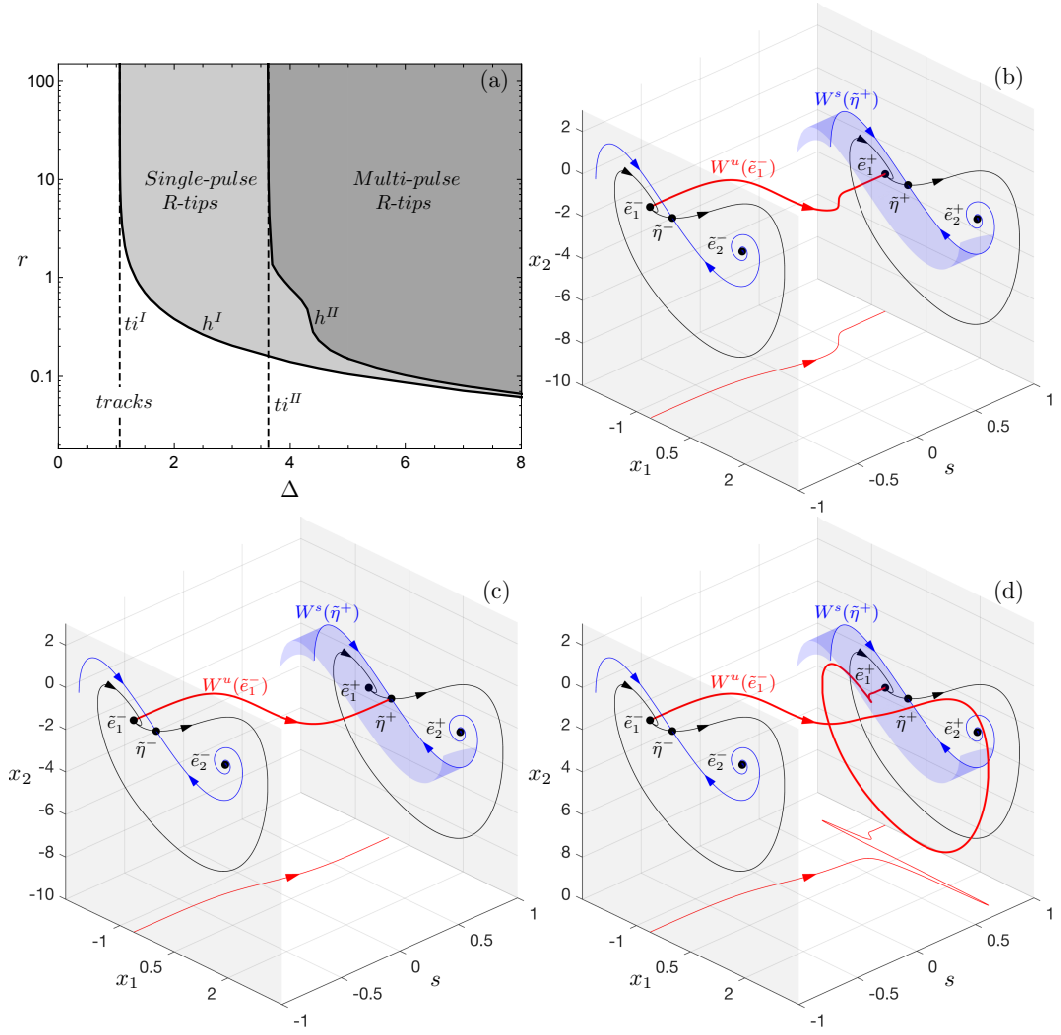 (a)
100
10
1
0.1
r
Single-pulse
R-tips
Multi-pulse
R-tips
ti^I
h^I
h^{II}
tracks
ti^{II}
0
2
4
6
8
Δ
(b)
2
0
-2
-4
-6
-8
-10
x_2
W^s(η̃^+)
W^u(ẽ_1^-)
ẽ_1^-
η̃^-
ẽ_2^-
ẽ_1^+
η̃^+
ẽ_2^+
-1
0.5
2
x_1
-1
-0.5
0
0.5
1
s
(c)
2
0
-2
-4
-6
-8
-10
x_2
W^s(η̃^+)
W^u(ẽ_1^-)
ẽ_1^-
η̃^-
ẽ_2^-
ẽ_1^+
η̃^+
ẽ_2^+
-1
0.5
2
x_1
-1
-0.5
0
0.5
1
s
(d)
2
0
-2
-4
6
8
0
x_2
W^s(η̃^+)
W^u(ẽ_1^-)
ẽ_1^-
η̃^-
ẽ_2^-
ẽ_1^+
η̃^+
ẽ_2^+
-1
0.5
2
x_1
-1
-0.5
0
0.5
1
s